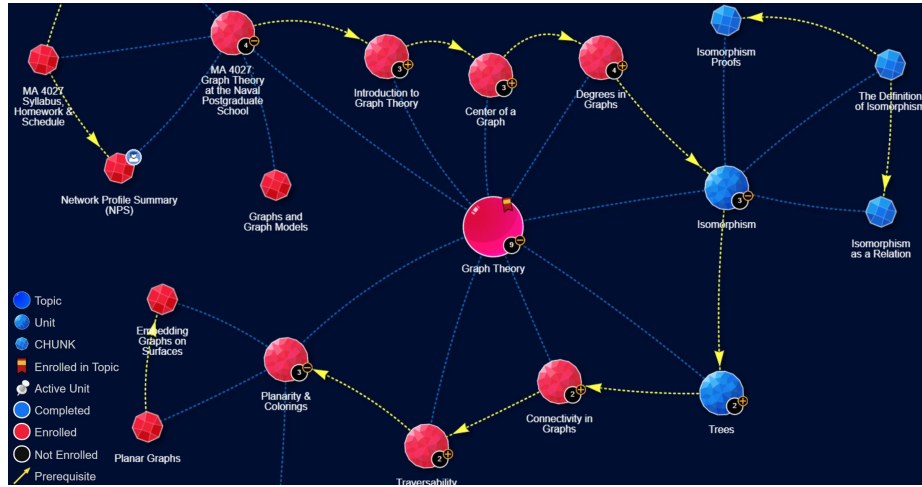 Isomorphism
Proofs
MA 4027
Graph Theory
at the Naval
Postgraduate
School
4
Introduction to
Graph Theory
3
Center of a
Graph
3
Degrees in
Graphs
4
The Definition
of Isomorphism
MA 4027
Syllabus,
Homework &
Schedule
Network Profile Summary
(NPS)
Graphs and
Graph Models
Graph Theory
9
Isomorphism
3
Isomorphism
as a Relation
Embedding
Graphs on
Surfaces
Planarity &
Colorings
3
Planar Graphs
Connectivity in
Graphs
2
Trees
2
Traversability
2
Topic
Unit
CHUNK
Enrolled in Topic
Active Unit
Completed
Enrolled
Not Enrolled
Prerequisite